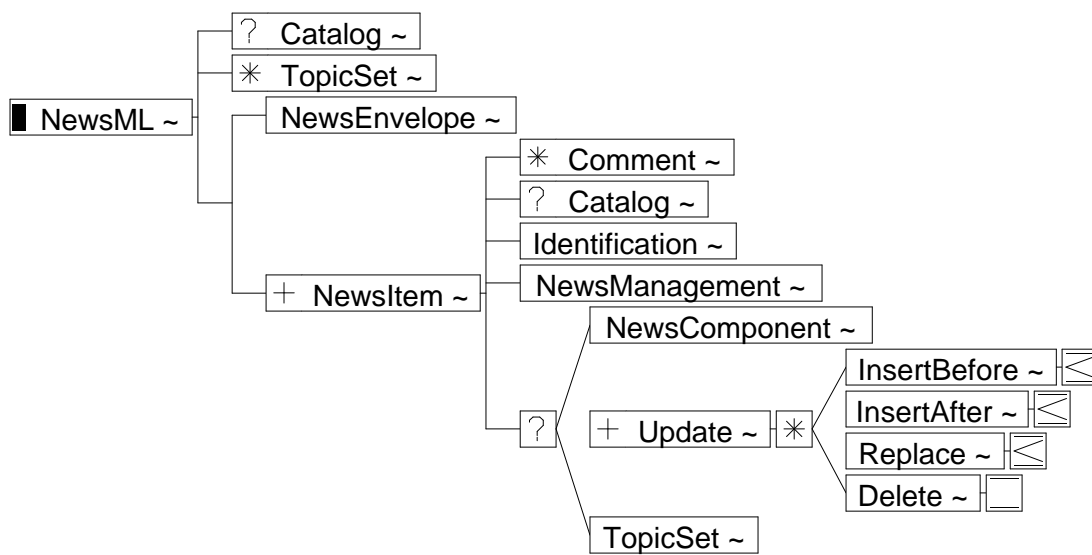 ? Catalog ~
* TopicSet ~
NewsML ~
NewsEnvelope ~
* Comment ~
? Catalog ~
Identification ~
NewsManagement ~
+ NewsItem ~
NewsComponent ~
InsertBefore ~
InsertAfter ~
? + Update ~ *
Replace ~
Delete ~
TopicSet ~